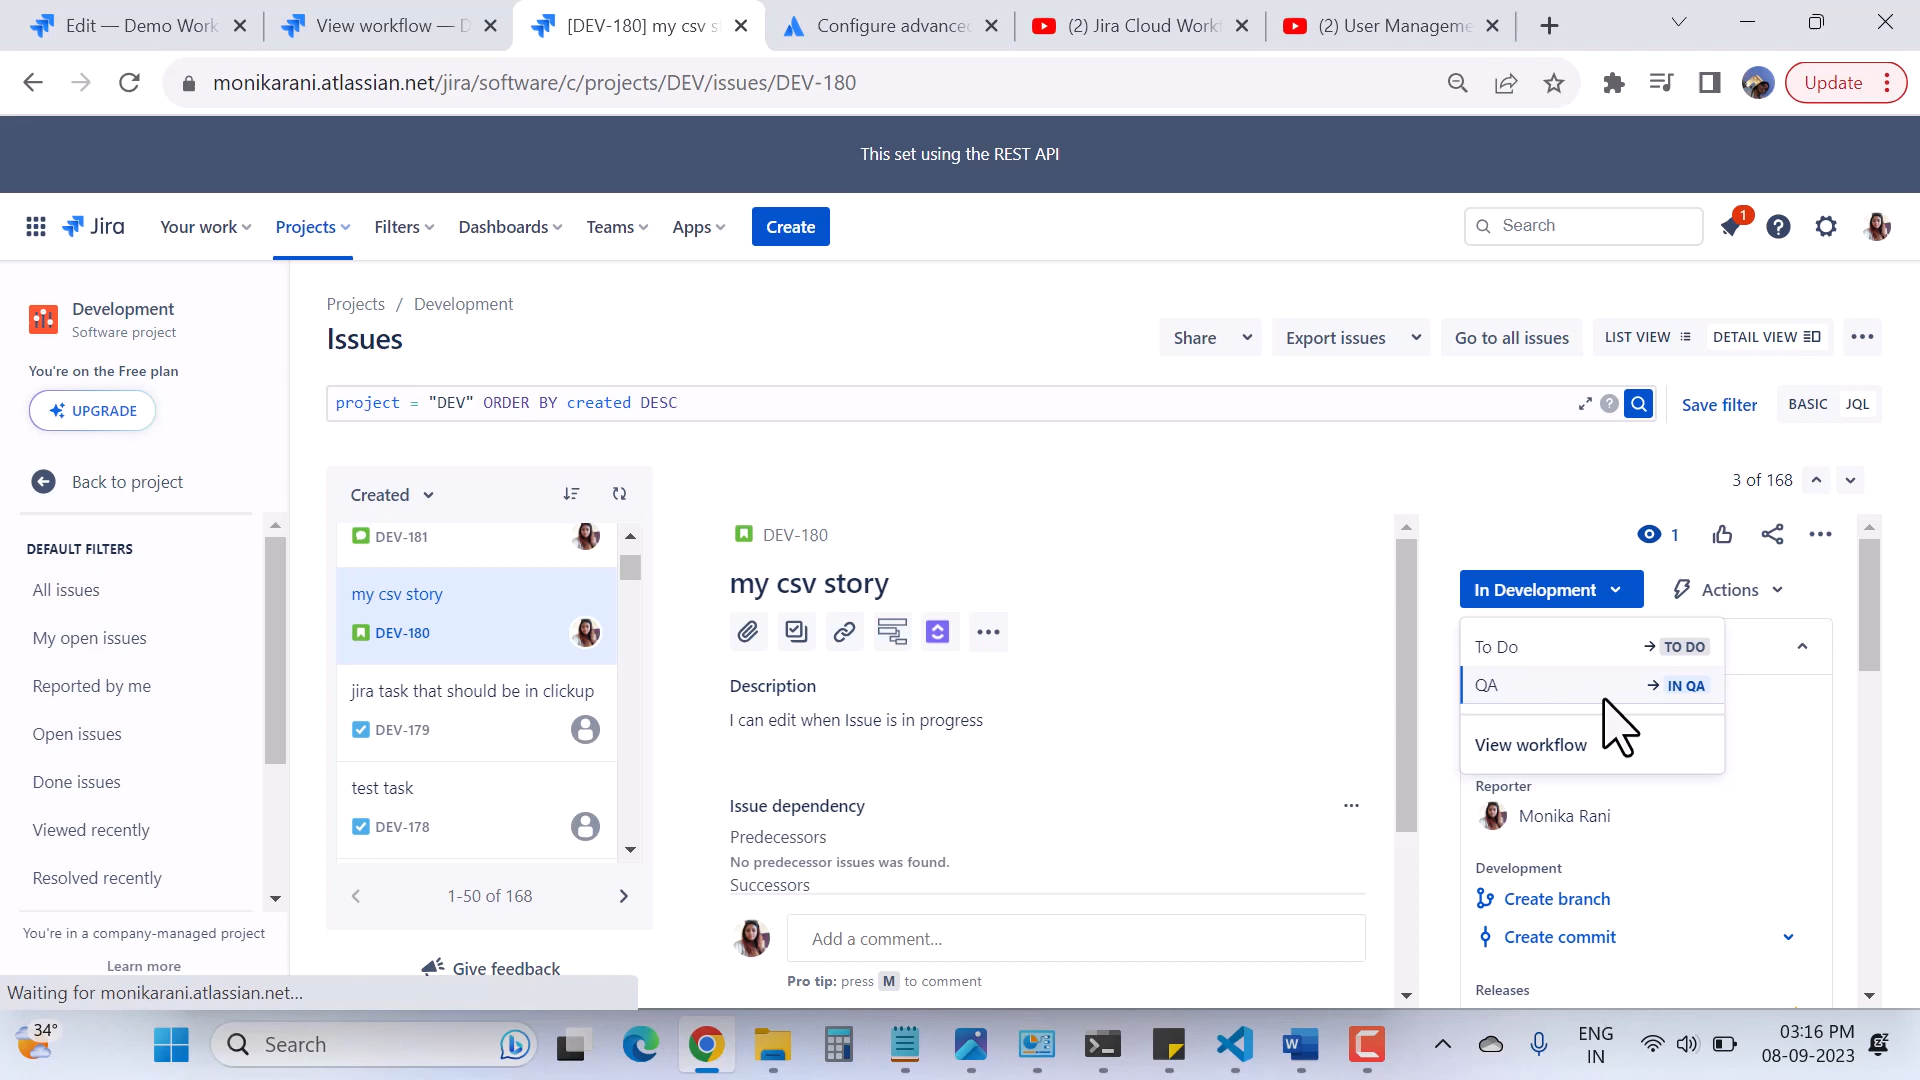 Edit — Demo Work
View workflow — D
[DEV-180] my csv s
Configure advanced
(2) Jira Cloud Workf
(2) User Manageme
monikarani.atlassian.net/jira/software/c/projects/DEV/issues/DEV-180
Update
This set using the REST API
Jira
Your work
Projects
Filters
Dashboards
Teams
Apps
Create
Search
1
Development
Software project
You're on the Free plan
UPGRADE
Back to project
DEFAULT FILTERS
All issues
My open issues
Reported by me
Open issues
Done issues
Viewed recently
Resolved recently
You're in a company-managed project
Learn more
Projects / Development
Issues
Share
Export issues
Go to all issues
LIST VIEW
DETAIL VIEW
project = "DEV" ORDER BY created DESC
Save filter
BASIC
JQL
Created
DEV-181
my csv story
DEV-180
jira task that should be in clickup
DEV-179
test task
DEV-178
1-50 of 168
Give feedback
3 of 168
DEV-180
my csv story
Description
I can edit when Issue is in progress
Issue dependency
Predecessors
No predecessor issues was found.
Successors
Add a comment...
Pro tip: press M to comment
1
In Development
Actions
To Do → TO DO
QA → IN QA
View workflow
Reporter
Monika Rani
Development
Create branch
Create commit
Releases
Waiting for monikarani.atlassian.net...
34°
Search
ENG
IN
03:16 PM
08-09-2023